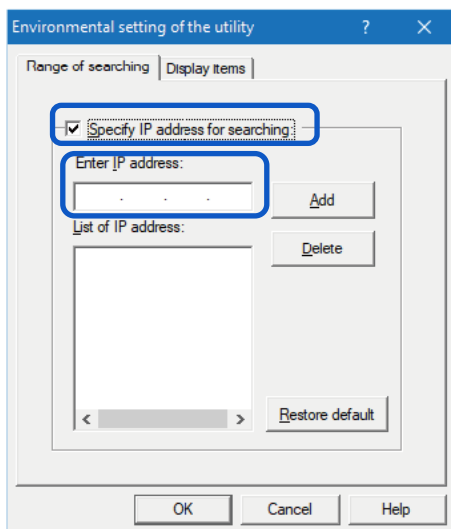 Environmental setting of the utility ? ×
Range of searching Display items
Specify IP address for searching:
Enter IP address:
. . .
Add
List of IP address:
Delete
< >
Restore default
OK Cancel Help